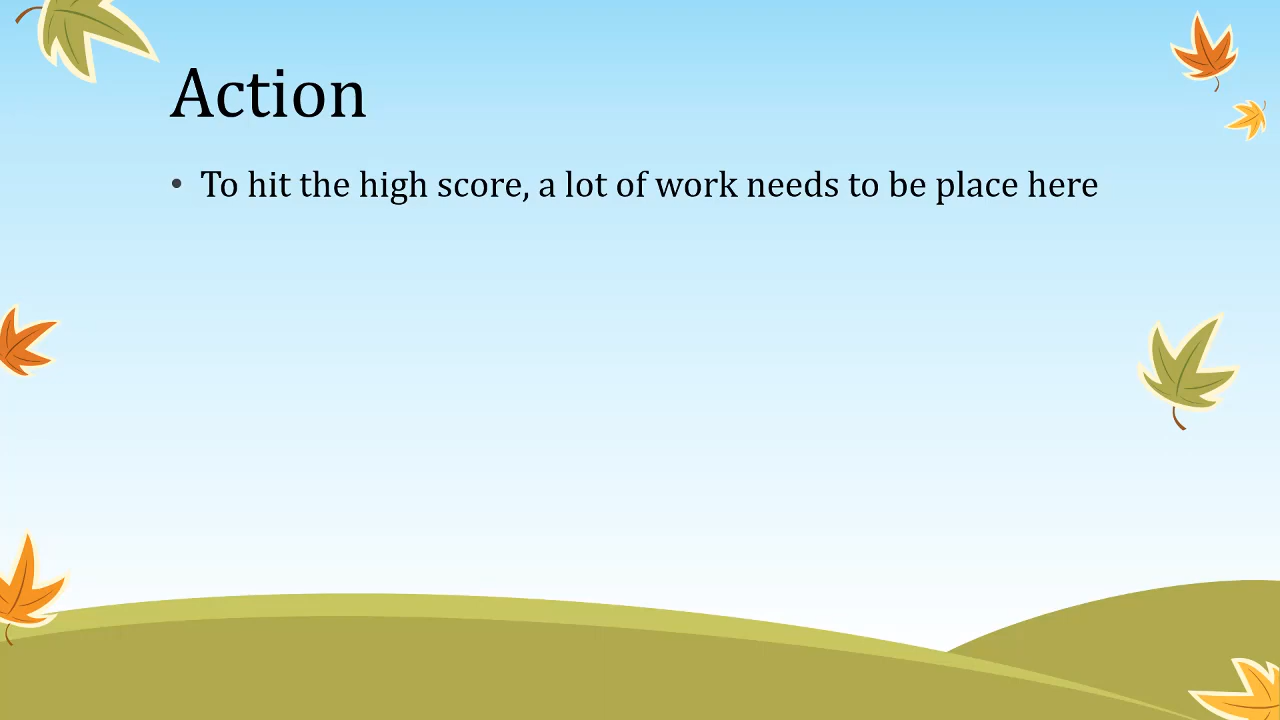 Action
• To hit the high score, a lot of work needs to be place here